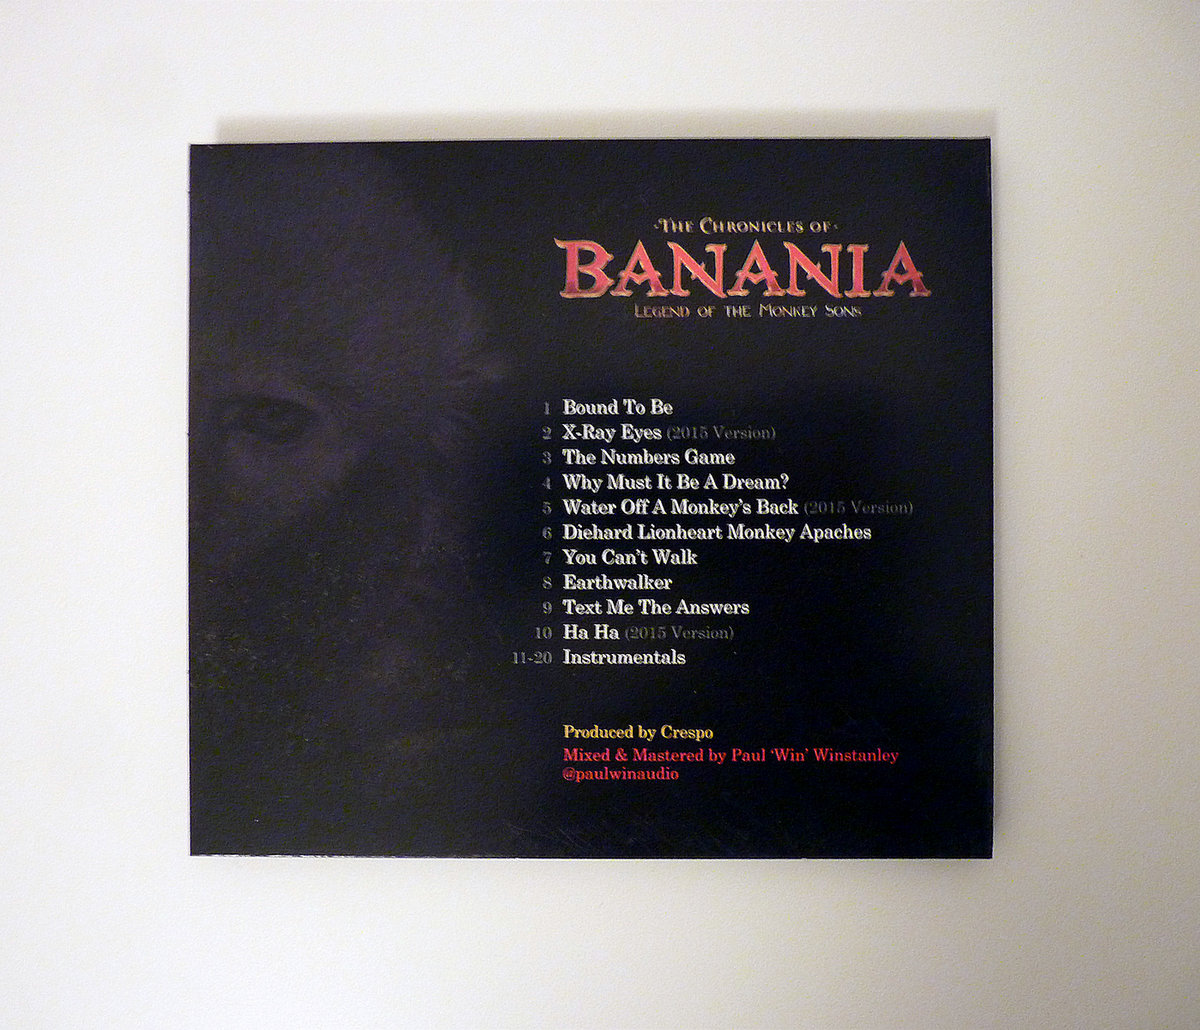 ·The Chronicles of·
BANANIA
Legend of the Monkey Sons
1 Bound To Be
2 X-Ray Eyes (2015 Version)
3 The Numbers Game
4 Why Must It Be A Dream?
5 Water Off A Monkey's Back (2015 Version)
6 Diehard Lionheart Monkey Apaches
7 You Can't Walk
8 Earthwalker
9 Text Me The Answers
10 Ha Ha (2015 Version)
11-20 Instrumentals
Produced by Crespo
Mixed & Mastered by Paul 'Win' Winstanley
@paulwinaudio